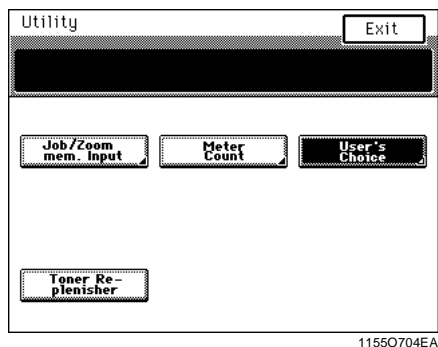 Utility
Exit
Job/Zoom
mem. Input
Meter
Count
User's
Choice
Toner Re-
plenisher
1155O704EA